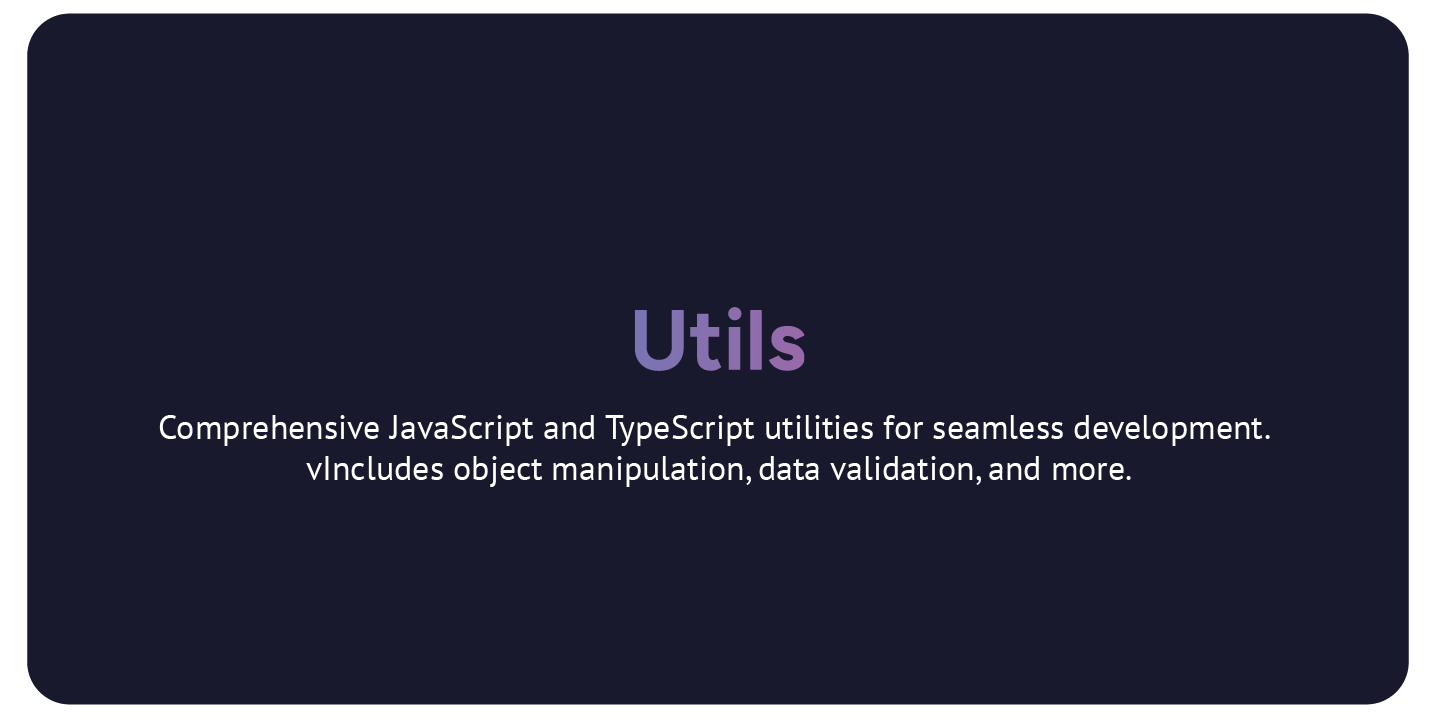 Utils
Comprehensive JavaScript and TypeScript utilities for seamless development.
vIncludes object manipulation, data validation, and more.